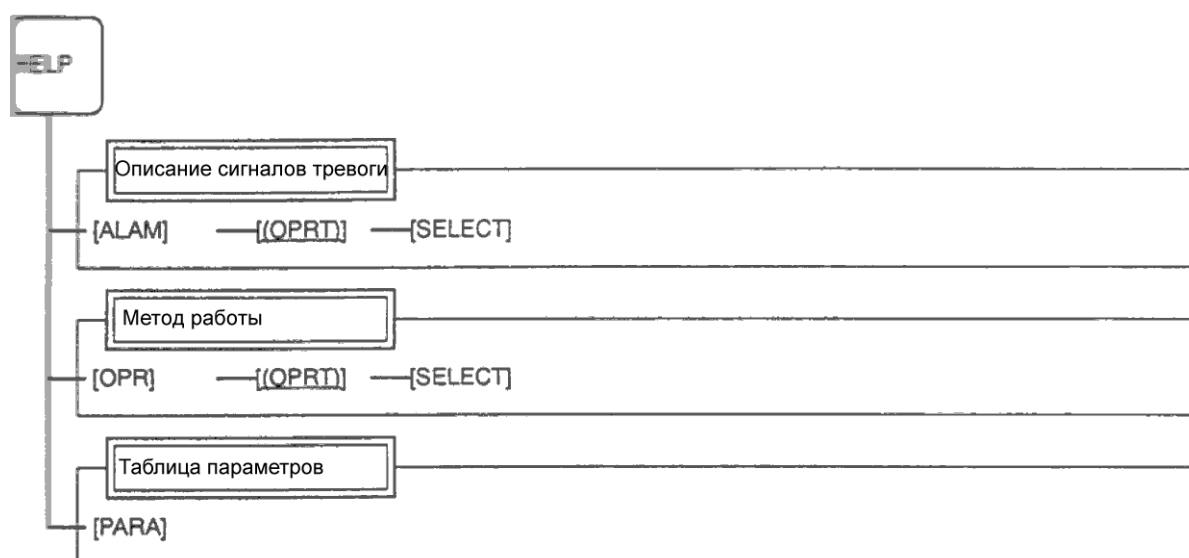 HELP
Описание сигналов тревоги
[ALAM] [(OPRT)] [SELECT]
Метод работы
[OPR] [(OPRT)] [SELECT]
Таблица параметров
[PARA]